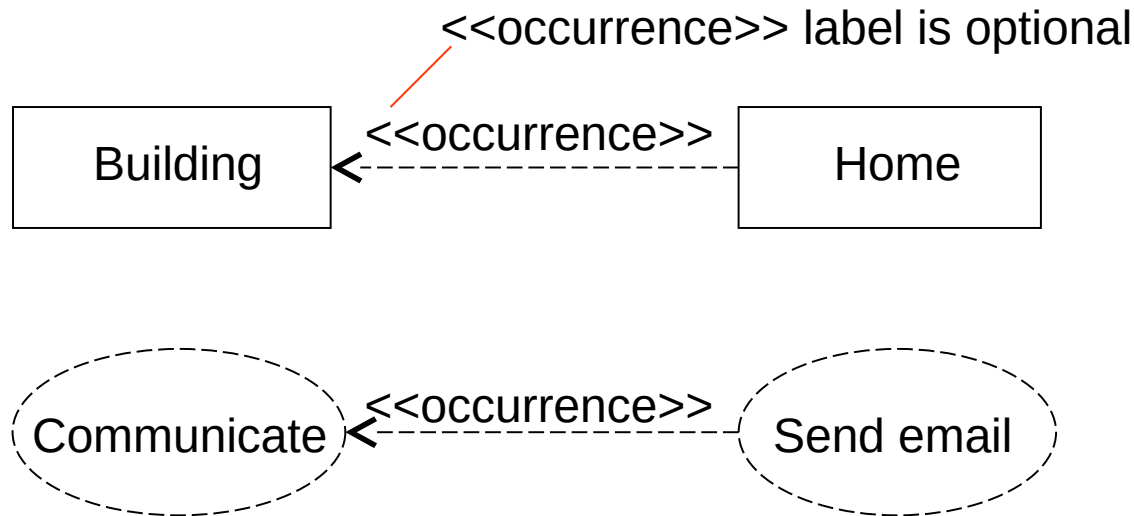 <<occurrence>> label is optional
<<occurrence>>
Building
Home
<<occurrence>>
Communicate
Send email